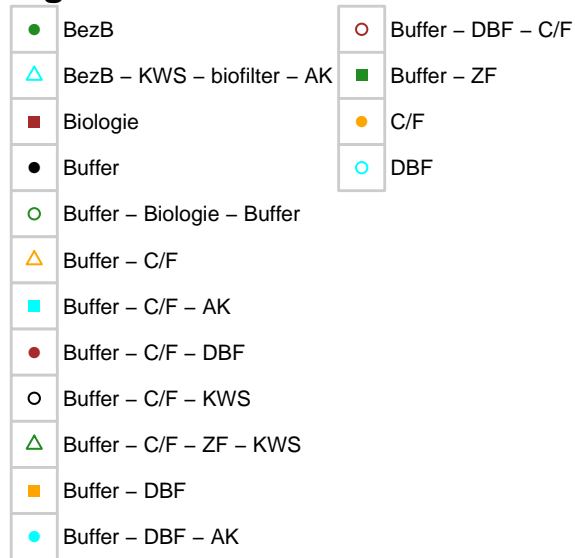 BezB
BezB – KWS – biofilter – AK
Biologie
Buffer
Buffer – Biologie – Buffer
Buffer – C/F
Buffer – C/F – AK
Buffer – C/F – DBF
Buffer – C/F – KWS
Buffer – C/F – ZF – KWS
Buffer – DBF
Buffer – DBF – AK
Buffer – DBF – C/F
Buffer – ZF
C/F
DBF